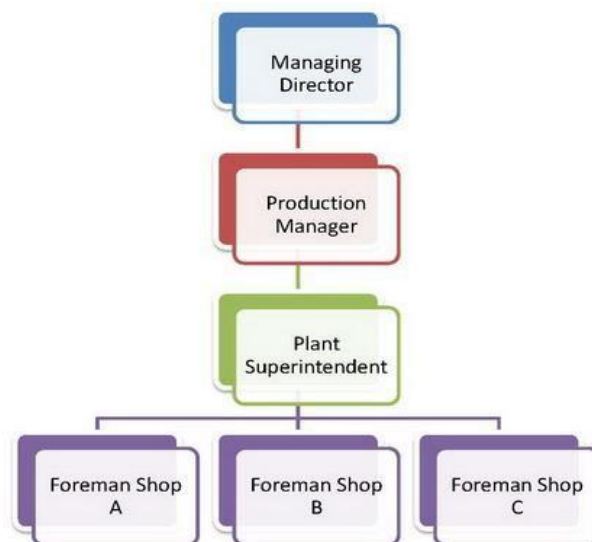 Managing
Director
Production
Manager
Plant
Superintendent
Foreman Shop
A
Foreman Shop
B
Foreman Shop
C